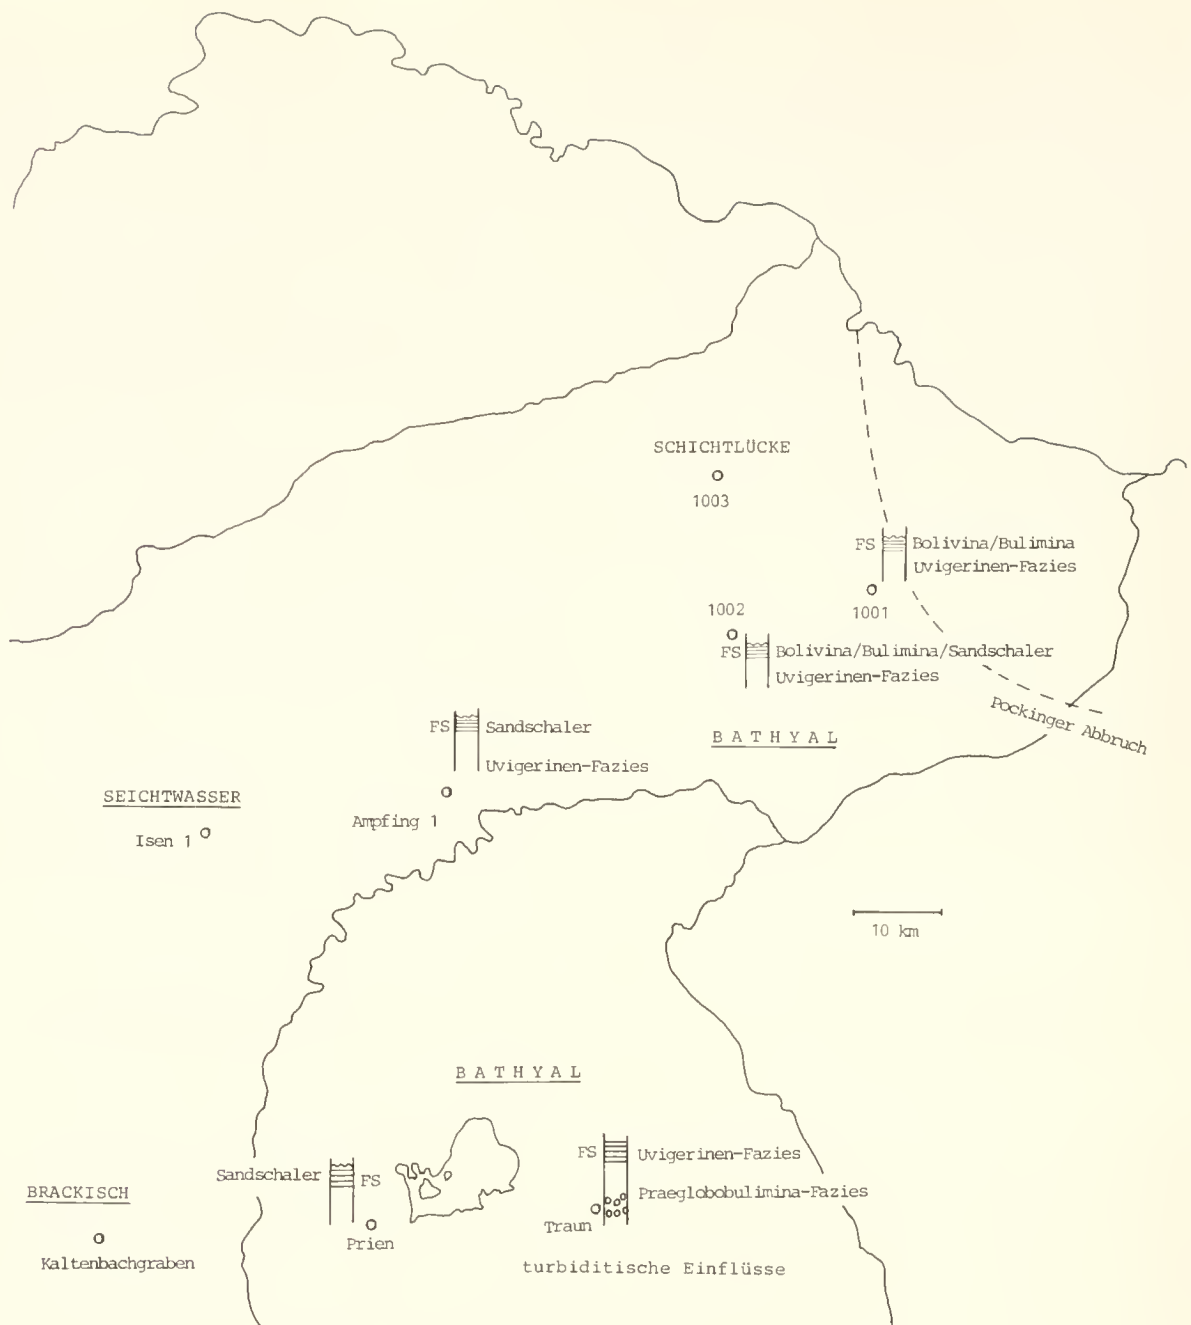 SCHICHTLÜCKE
1003
FS
Bolivina/Bulimina
Uvigerinen-Fazies
1001
1002
FS
Bolivina/Bulimina/Sandschaler
Uvigerinen-Fazies
Pockinger Abbruch
FS
Sandschaler
Uvigerinen-Fazies
BATHYAL
SEICHTWASSER
Isen 1
Ampfing 1
10 km
BATHYAL
Sandschaler
FS
FS
Uvigerinen-Fazies
Praeglobobulimina-Fazies
BRACKISCH
Kaltenbachgraben
Prien
Traun
turbiditische Einflüsse